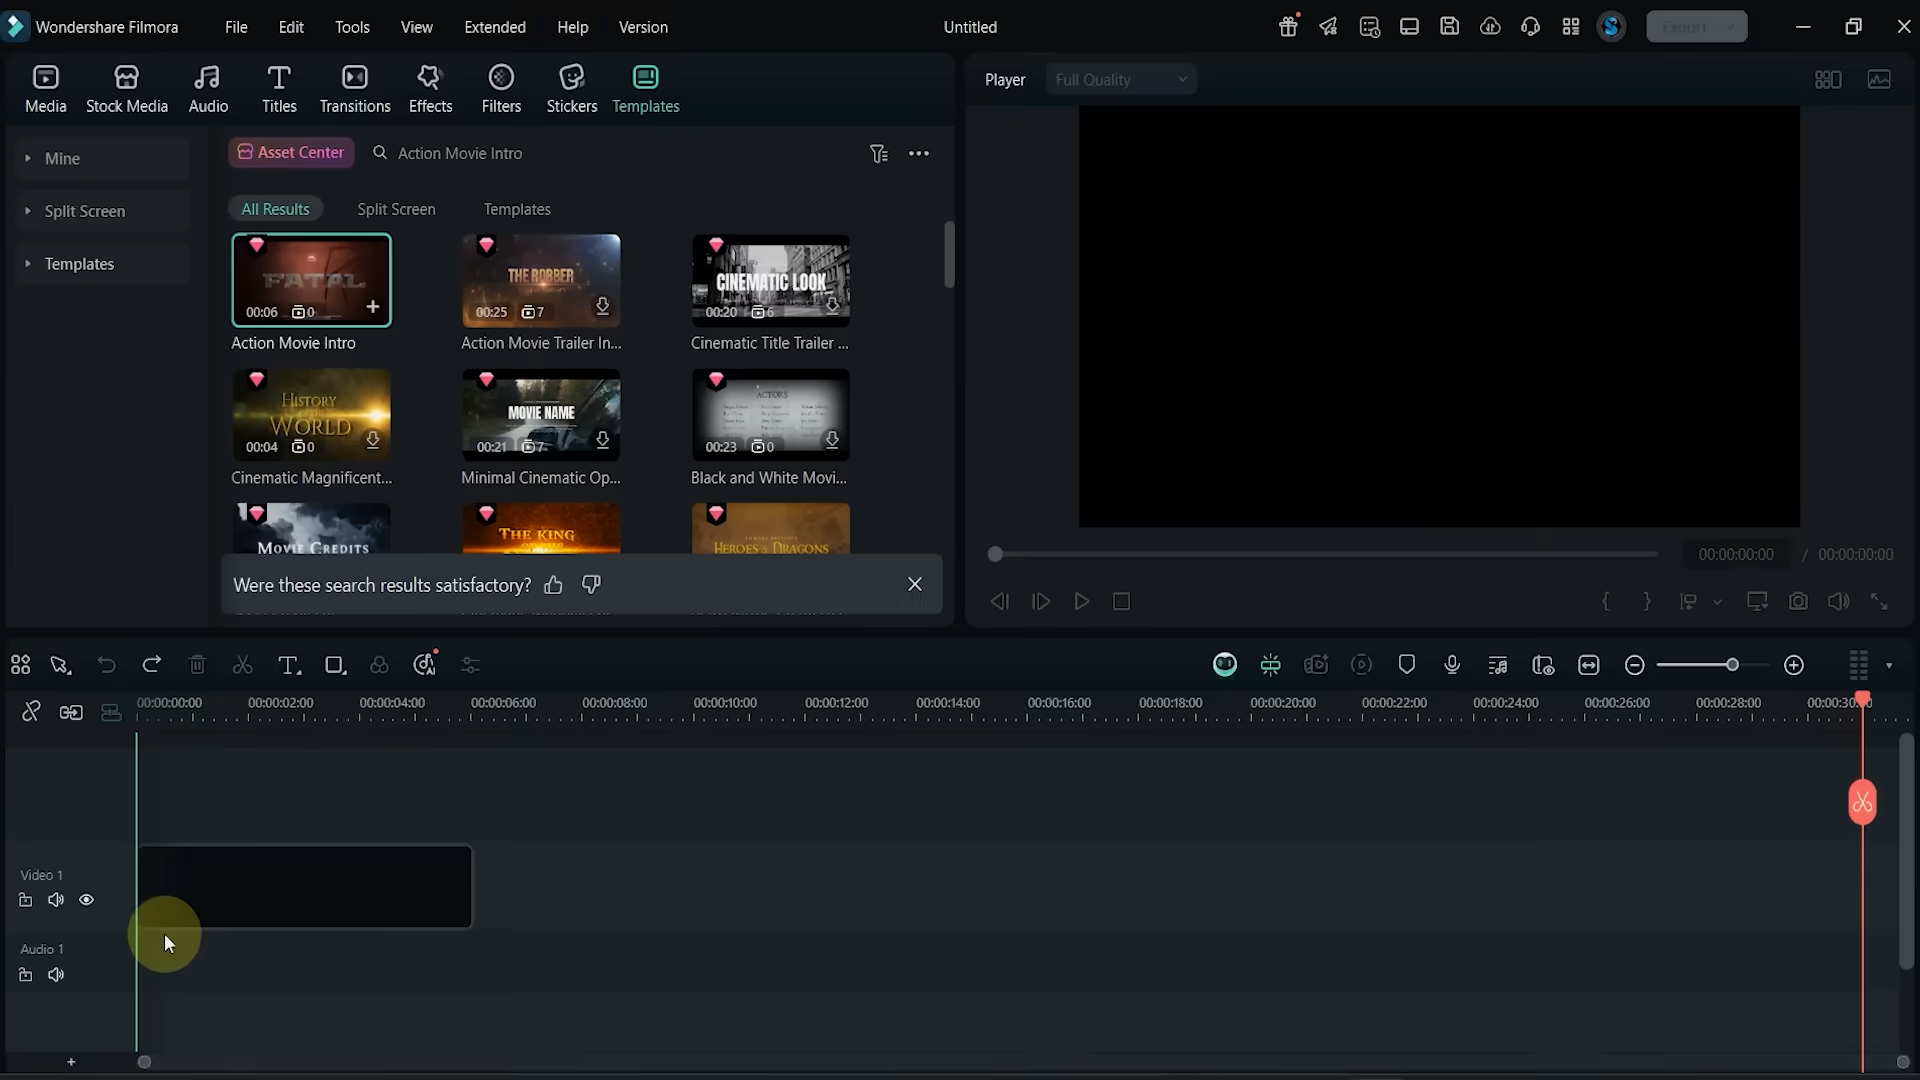 Wondershare Filmora File Edit Tools View Extended Help Version Untitled Export
Media Stock Media Audio Titles Transitions Effects Filters Stickers Templates
Player Full Quality
Mine
Split Screen
Templates
Asset Center Action Movie Intro
All Results Split Screen Templates
FATAL
00:06 0
Action Movie Intro
THE ROBBER
00:25 7
Action Movie Trailer In...
CINEMATIC LOOK
00:20 6
Cinematic Title Trailer ...
HISTORY
WORLD
00:04 0
Cinematic Magnificent...
MOVIE NAME
00:21 7
Minimal Cinematic Op...
ACTORS
00:23 0
Black and White Movi...
MOVIE CREDITS
THE KING
HEROES & DRAGONS
Were these search results satisfactory?
00:00:00:00 / 00:00:00:00
00:00:00:00 00:00:02:00 00:00:04:00 00:00:06:00 00:00:08:00 00:00:10:00 00:00:12:00 00:00:14:00 00:00:16:00 00:00:18:00 00:00:20:00 00:00:22:00 00:00:24:00 00:00:26:00 00:00:28:00 00:00:30:
Video 1
Audio 1